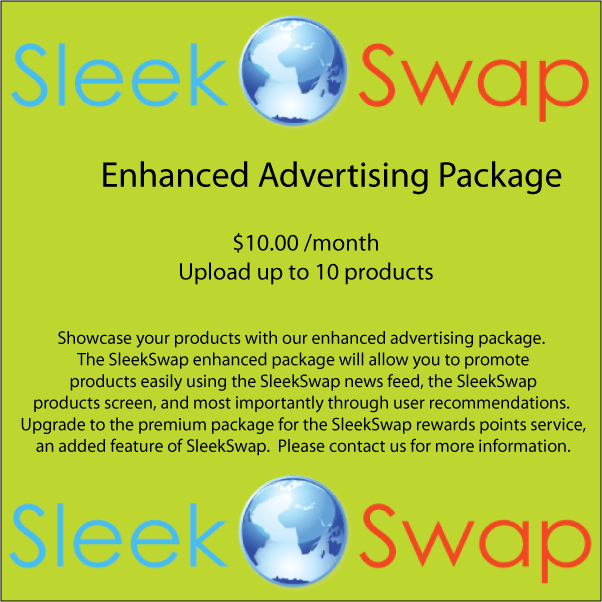 Sleek Swap
Enhanced Advertising Package
$10.00 /month
Upload up to 10 products
Showcase your products with our enhanced advertising package.
The SleekSwap enhanced package will allow you to promote
products easily using the SleekSwap news feed, the SleekSwap
products screen, and most importantly through user recommendations.
Upgrade to the premium package for the SleekSwap rewards points service,
an added feature of SleekSwap.  Please contact us for more information.
Sleek Swap